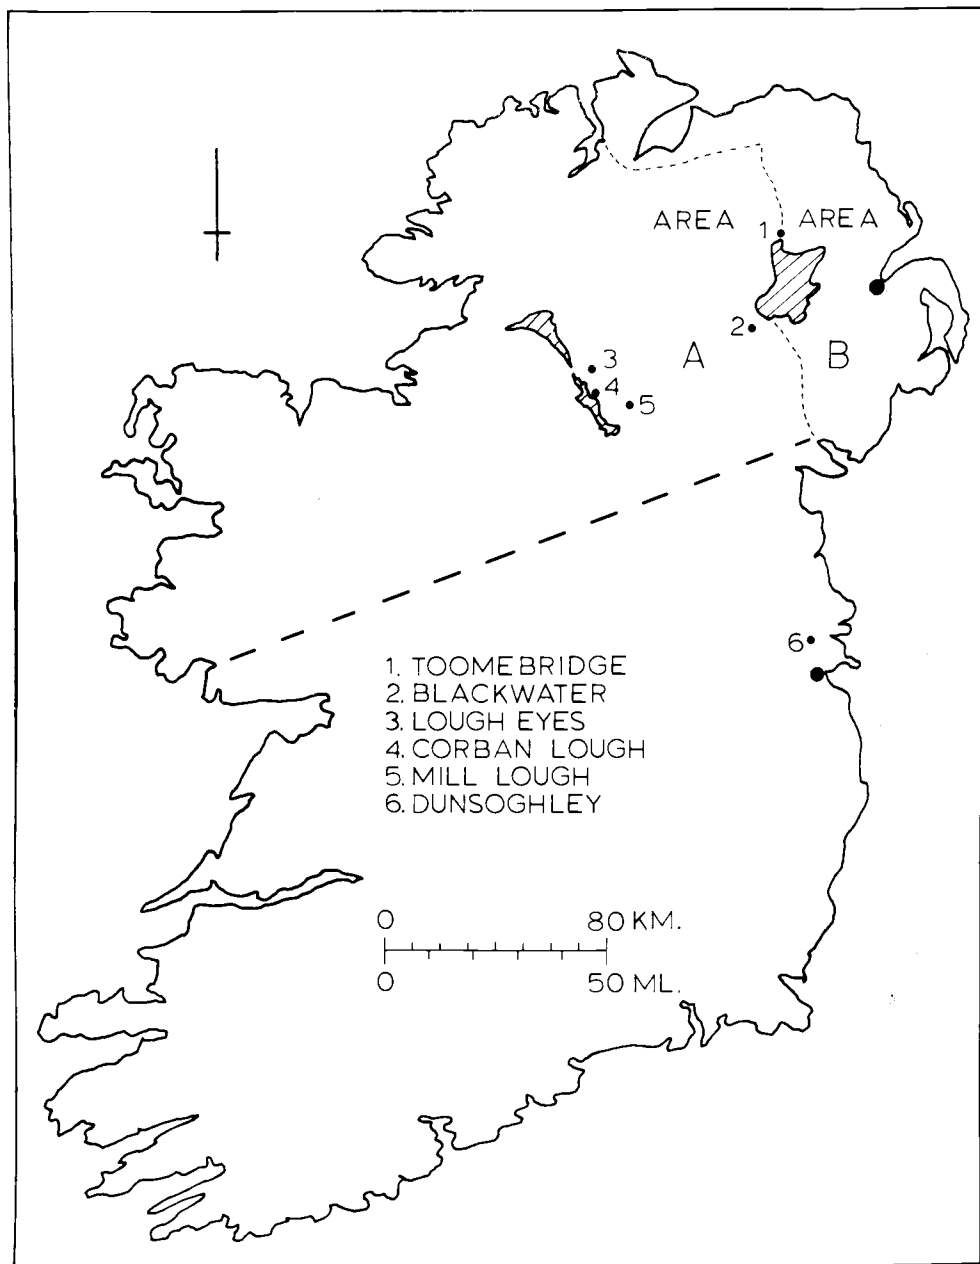 AREA AREA
1
2
A B
3
4
5
6
1. TOOMEBRIDGE
2. BLACKWATER
3. LOUGH EYES
4. CORBAN LOUGH
5. MILL LOUGH
6. DUNSOGHLEY
0 80 KM.
0 50 ML.